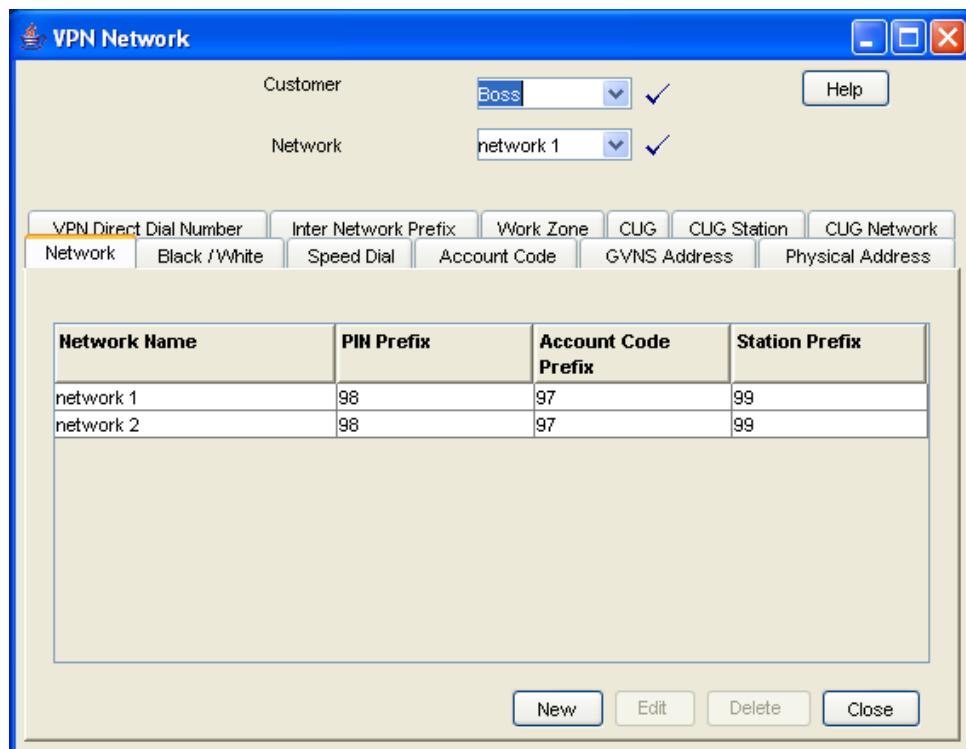 VPN Network
Customer Boss Help
Network network 1
VPN Direct Dial Number Inter Network Prefix Work Zone CUG CUG Station CUG Network
Network Black / White Speed Dial Account Code GVNS Address Physical Address
Network Name PIN Prefix Account Code Prefix Station Prefix
network 1 98 97 99
network 2 98 97 99
New Edit Delete Close